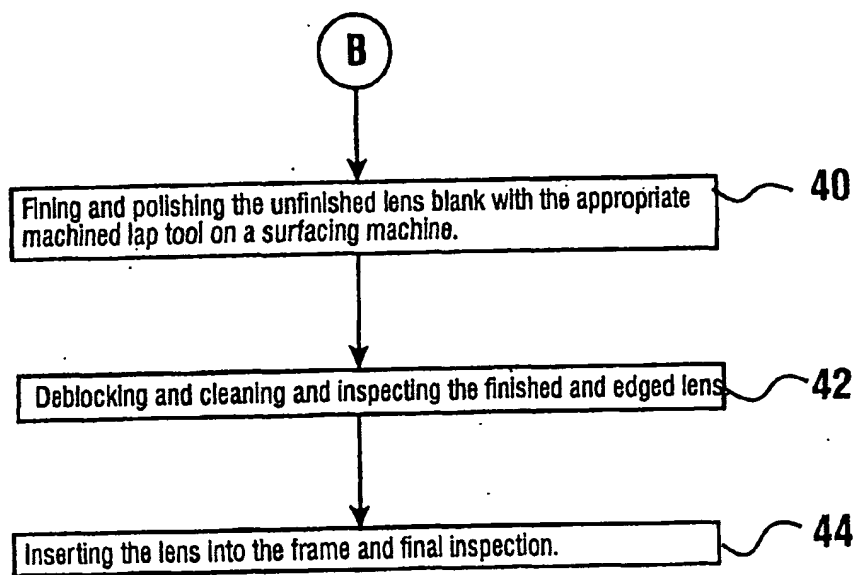 B
Fining and polishing the unfinished lens blank with the appropriate
machined lap tool on a surfacing machine.
40
Deblocking and cleaning and inspecting the finished and edged lens.
42
Inserting the lens into the frame and final inspection.
44